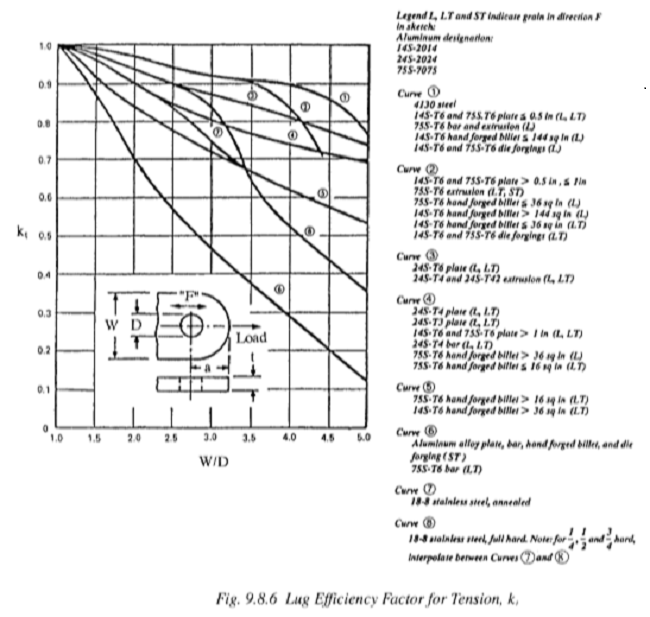 Legend L, LT and ST indicate grain in direction F
in sketch:
Aluminum designation:
14S-2014
24S-2024
75S-7075
Curve ①
4130 steel
14S-T6 and 75S-T6 plate ≤ 0.5 in (L, LT)
75S-T6 bar and extrusion (L)
14S-T6 hand forged billet ≤ 144 sq in (L)
14S-T6 and 75S-T6 die forgings (L)
Curve ②
14S-T6 and 75S-T6 plate > 0.5 in, ≤ 1 in
75S-T6 extrusion (LT, ST)
75S-T6 hand forged billet ≤ 36 sq in (L)
14S-T6 hand forged billet > 144 sq in (L)
14S-T6 hand forged billet ≤ 36 sq in (LT)
14S-T6 and 75S-T6 die forgings (LT)
Curve ③
24S-T6 plate (L, LT)
24S-T4 and 24S-T42 extrusion (L, LT)
Curve ④
24S-T4 plate (L, LT)
24S-T3 plate (L, LT)
14S-T6 and 75S-T6 plate > 1 in (L, LT)
24S-T4 bar (L, LT)
75S-T6 hand forged billet > 36 sq in (L)
75S-T6 hand forged billet ≤ 16 sq in (LT)
Curve ⑤
75S-T6 hand forged billet > 16 sq in (LT)
14S-T6 hand forged billet > 36 sq in (LT)
Curve ⑥
Aluminum alloy plate, bar, hand forged billet, and die
forging (ST)
75S-T6 bar (LT)
Curve ⑦
18-8 stainless steel, annealed
Curve ⑧
18-8 stainless steel, full hard. Note: for 1/4, 1/2 and 3/4 hard,
interpolate between Curves ⑦ and ⑧
1.0
0.9
0.8
0.7
0.6
kₜ 0.5
0.4
0.3
0.2
0.1
0
1.0 1.5 2.0 2.5 3.0 3.5 4.0 4.5 5.0
W/D
① ② ④ ⑦ ⑥
"F"
W D
Load
a t
Fig. 9.8.6 Lug Efficiency Factor for Tension, kₜ